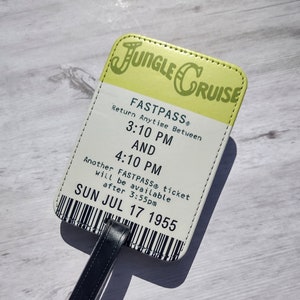 JUNGLE CRUISE
FASTPASS®
Return Anytime Between
3:10 PM
AND
4:10 PM
Another FASTPASS® ticket
will be available
after 3:55pm
SUN JUL 17 1955